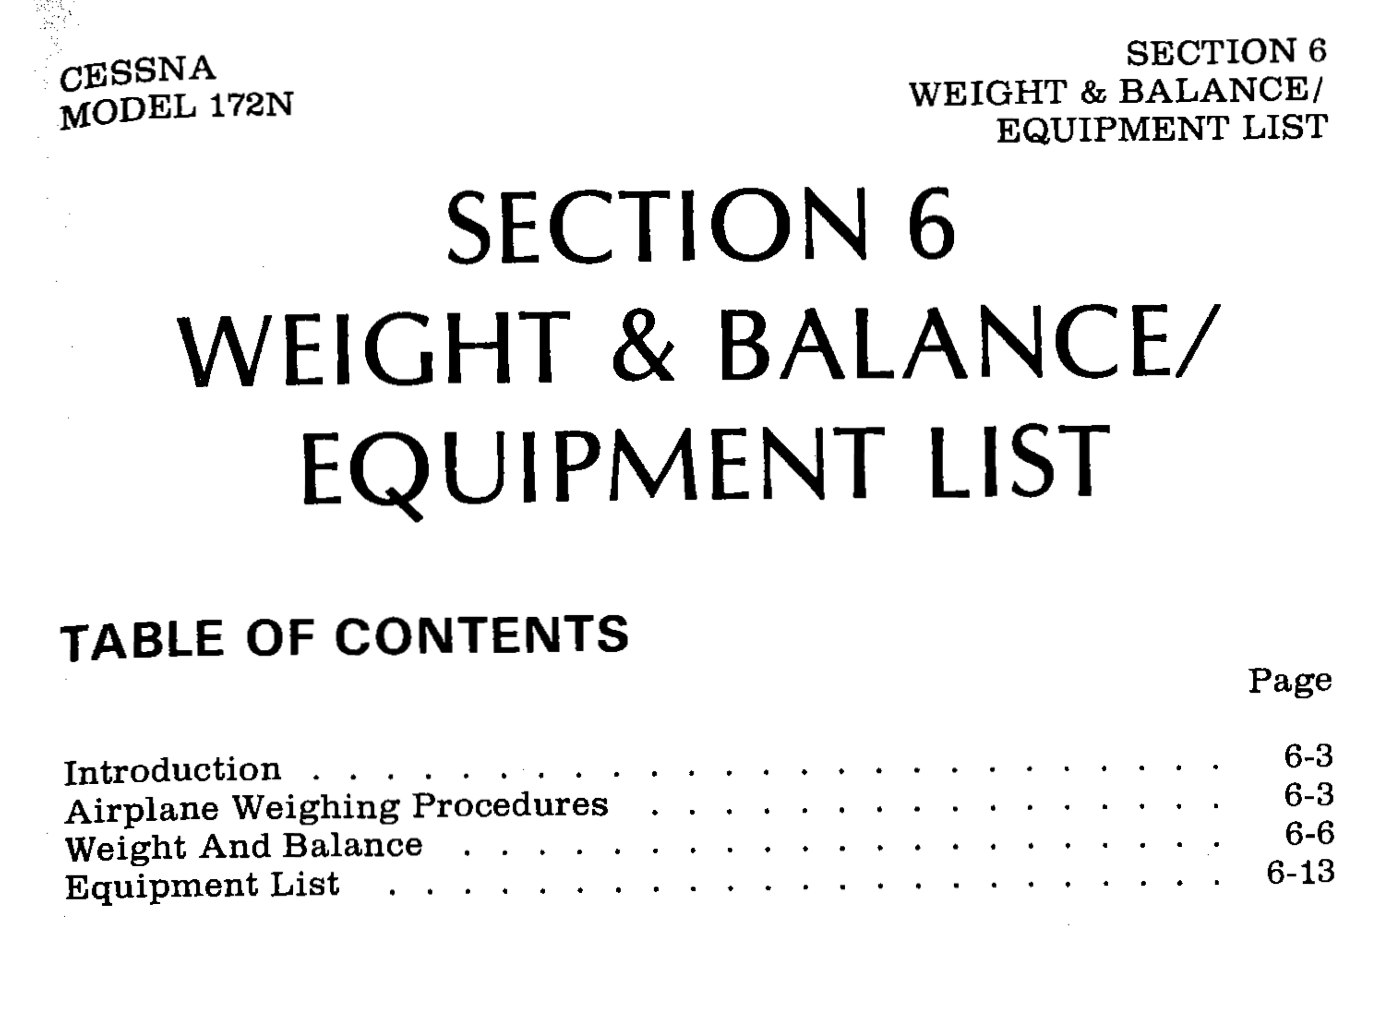 CESSNA
MODEL 172N
SECTION 6
WEIGHT & BALANCE/
EQUIPMENT LIST
SECTION 6
WEIGHT & BALANCE/
EQUIPMENT LIST
TABLE OF CONTENTS
Page
Introduction . . . . . . . . . . . . . . . . . . . . . . . . . 6-3
Airplane Weighing Procedures . . . . . . . . . . . . . . . . 6-3
Weight And Balance . . . . . . . . . . . . . . . . . . . . . 6-6
Equipment List . . . . . . . . . . . . . . . . . . . . . . . 6-13